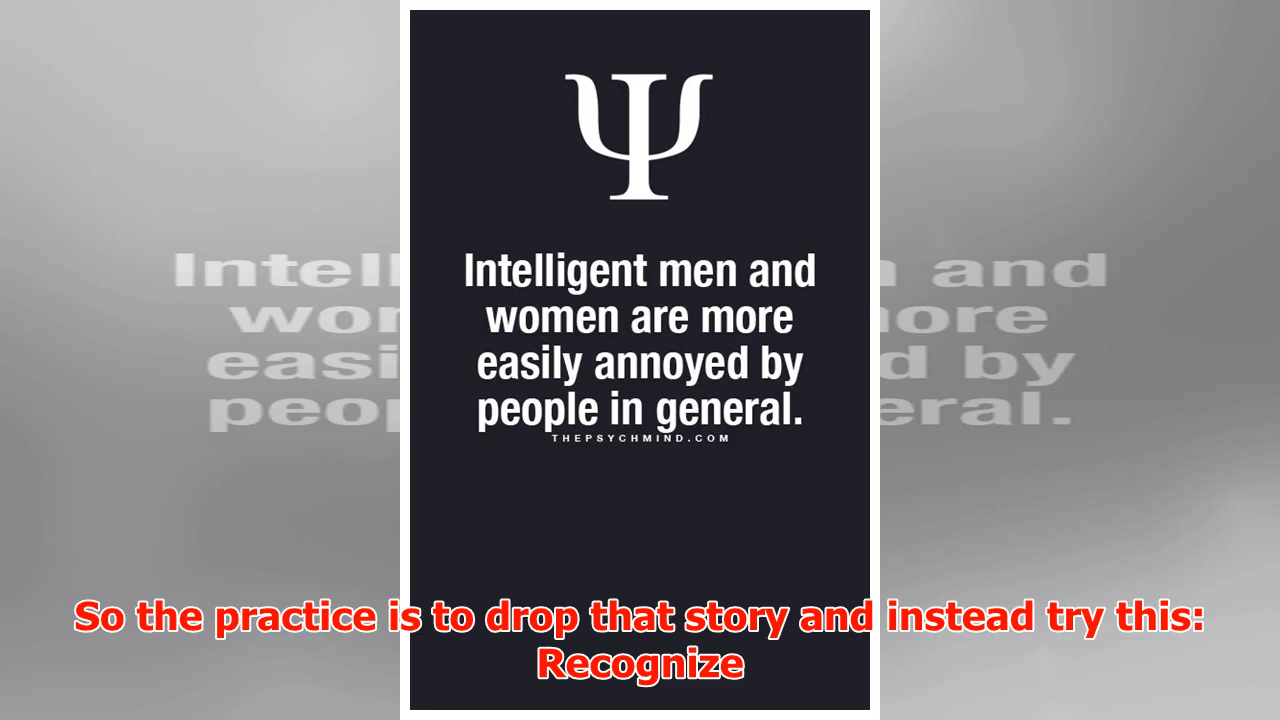 Ψ
Intelligent men and
women are more
easily annoyed by
people in general.
THEPSYCHMIND.COM
So the practice is to drop that story and instead try this:
Recognize